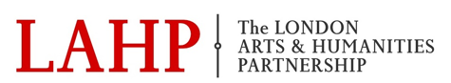 LAHP
The LONDON
ARTS & HUMANITIES
PARTNERSHIP